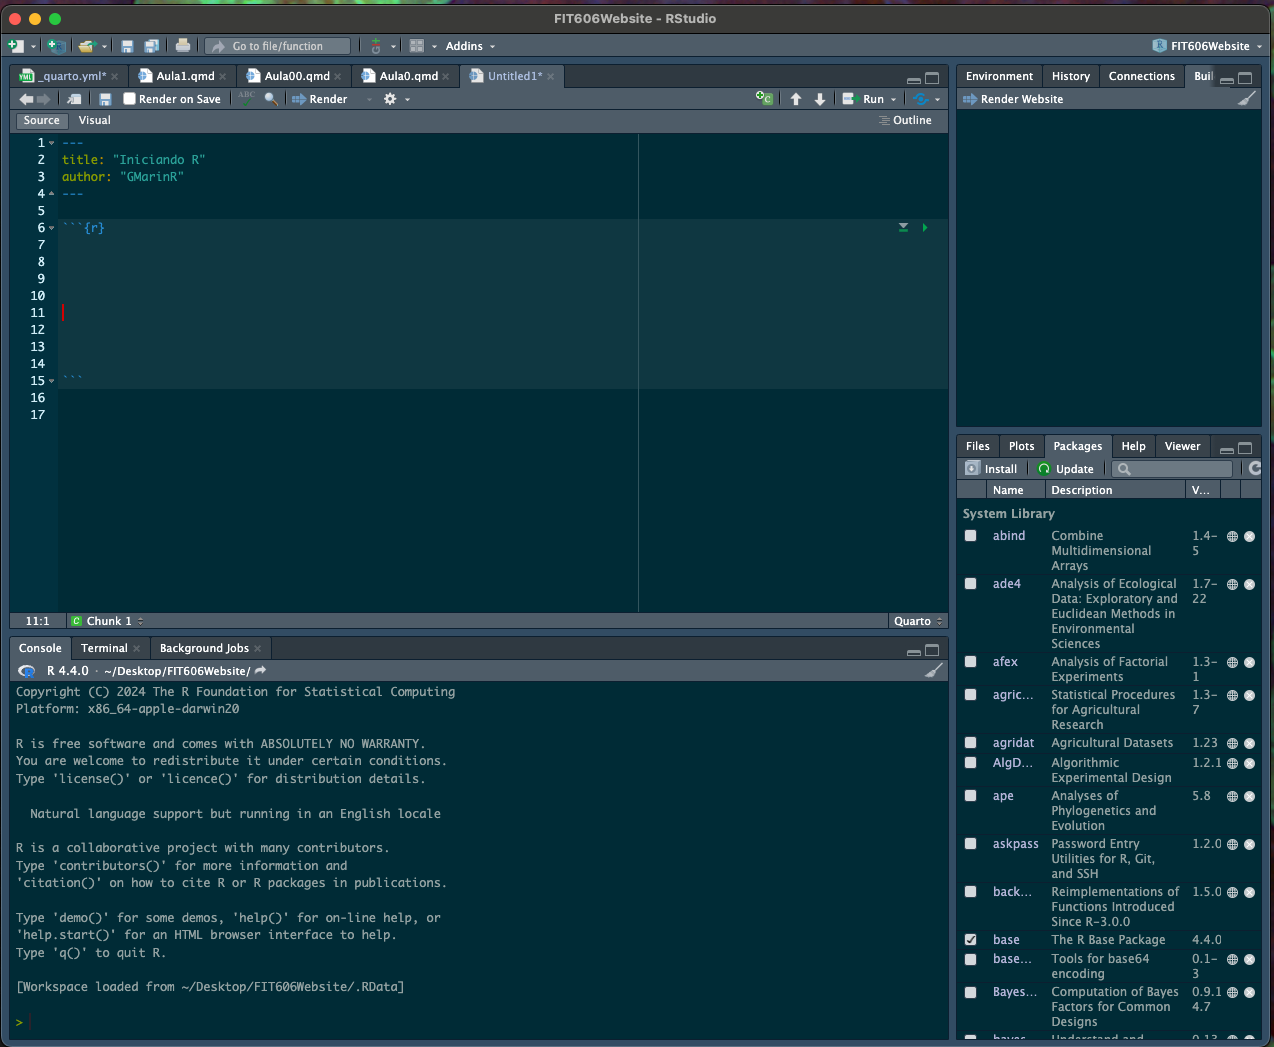 FIT606Website - RStudio
Go to file/function
Addins
FIT606Website
_quarto.yml*
Aula1.qmd
Aula00.qmd
Aula0.qmd
Untitled1*
Render on Save
ABC
Render
Run
Source
Visual
Outline
1 ---
2 title: "Iniciando R"
3 author: "GMarinR"
4 ---
5
6 ```{r}
7
8
9
10
11
12
13
14
15 ```
16
17
11:1
Chunk 1
Quarto
Console
Terminal
Background Jobs
R 4.4.0 · ~/Desktop/FIT606Website/
Copyright (C) 2024 The R Foundation for Statistical Computing
Platform: x86_64-apple-darwin20
R is free software and comes with ABSOLUTELY NO WARRANTY.
You are welcome to redistribute it under certain conditions.
Type 'license()' or 'licence()' for distribution details.
Natural language support but running in an English locale
R is a collaborative project with many contributors.
Type 'contributors()' for more information and
'citation()' on how to cite R or R packages in publications.
Type 'demo()' for some demos, 'help()' for on-line help, or
'help.start()' for an HTML browser interface to help.
Type 'q()' to quit R.
[Workspace loaded from ~/Desktop/FIT606Website/.RData]
>
Environment
History
Connections
Buil
Render Website
Files
Plots
Packages
Help
Viewer
Install
Update
Name
Description
V...
System Library
abind
Combine
Multidimensional
Arrays
1.4-
5
ade4
Analysis of Ecological
Data: Exploratory and
Euclidean Methods in
Environmental
Sciences
1.7-
22
afex
Analysis of Factorial
Experiments
1.3-
1
agric...
Statistical Procedures
for Agricultural
Research
1.3-
7
agridat
Agricultural Datasets
1.23
AlgD...
Algorithmic
Experimental Design
1.2.1
ape
Analyses of
Phylogenetics and
Evolution
5.8
askpass
Password Entry
Utilities for R, Git,
and SSH
1.2.0
back...
Reimplementations of
Functions Introduced
Since R-3.0.0
1.5.0
base
The R Base Package
4.4.0
base...
Tools for base64
encoding
0.1-
3
Bayes...
Computation of Bayes
Factors for Common
Designs
0.9.1
4.7
Understand and